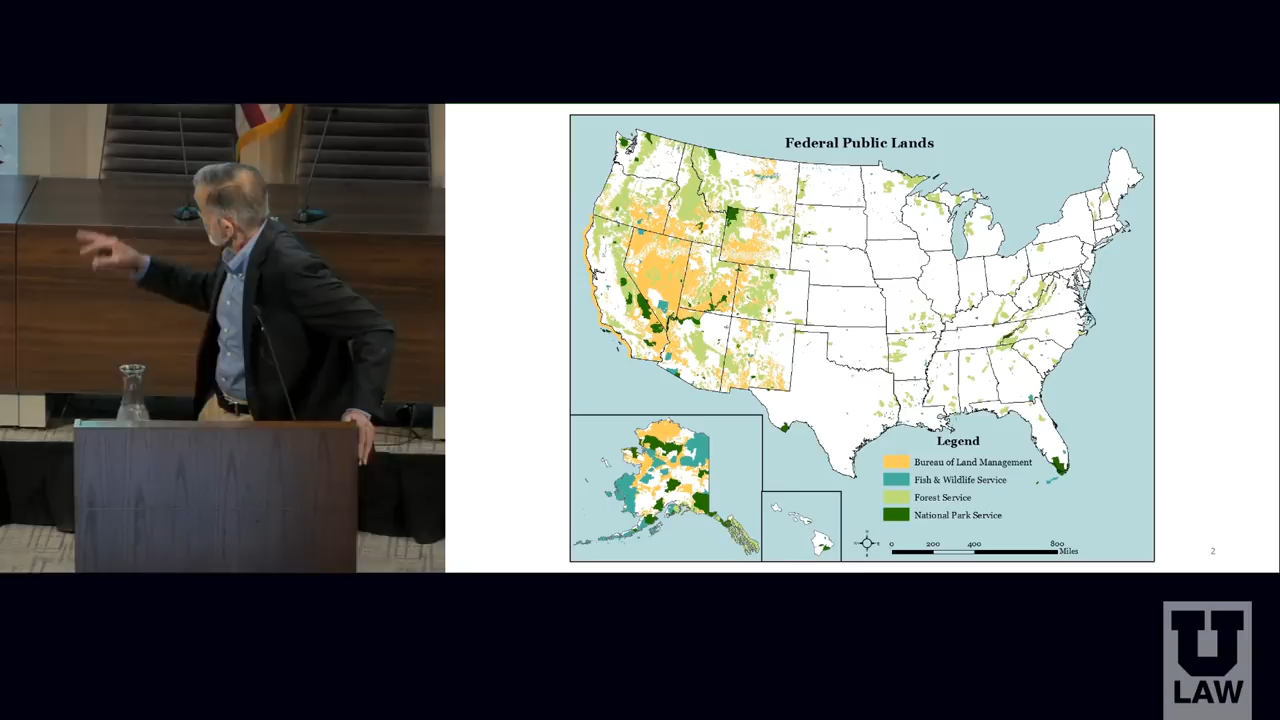 Federal Public Lands
Legend
Bureau of Land Management
Fish & Wildlife Service
Forest Service
National Park Service
0 200 400 800
Miles
2
U
LAW